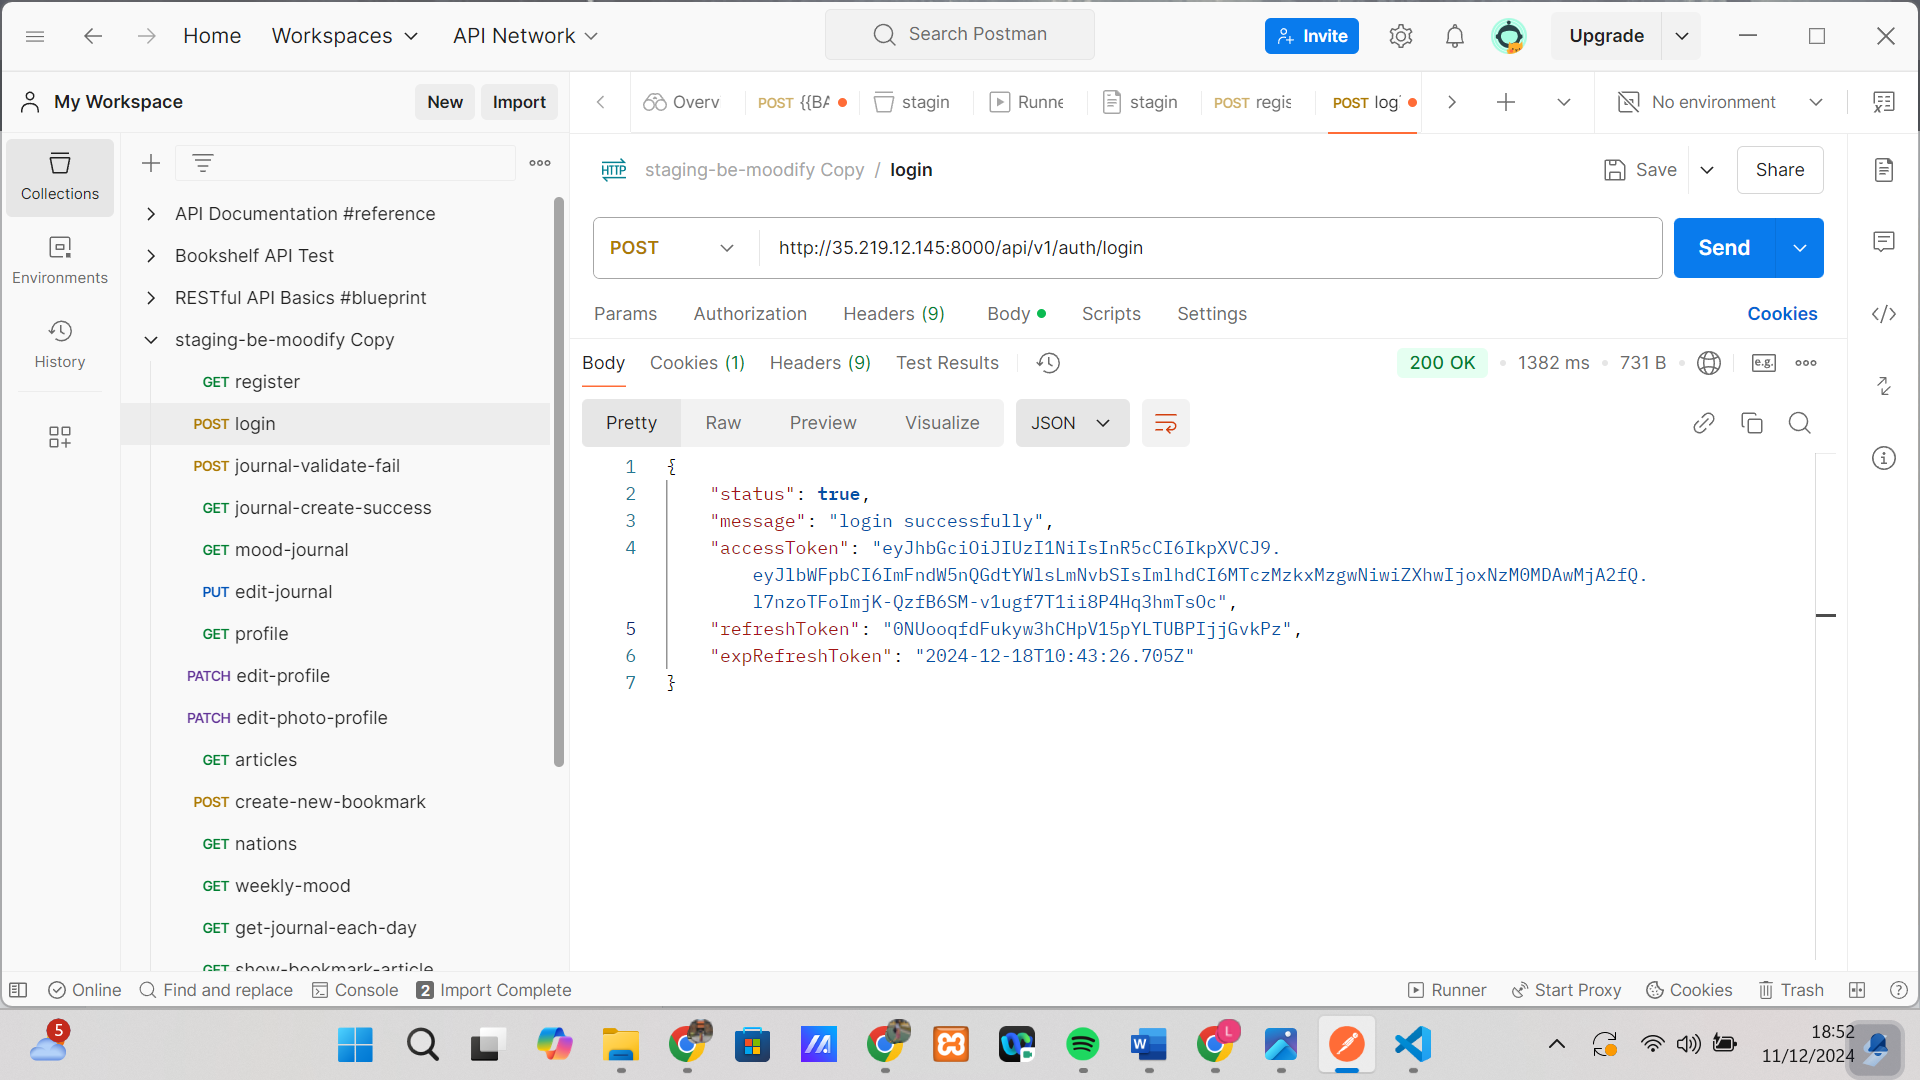 Home
Workspaces
API Network
Search Postman
Invite
Upgrade
My Workspace
New
Import
Overv
POST {{BA
stagin
Runne
stagin
POST regis
POST log
No environment
Collections
Environments
History
API Documentation #reference
Bookshelf API Test
RESTful API Basics #blueprint
staging-be-moodify Copy
GET register
POST login
POST journal-validate-fail
GET journal-create-success
GET mood-journal
PUT edit-journal
GET profile
PATCH edit-profile
PATCH edit-photo-profile
GET articles
POST create-new-bookmark
GET nations
GET weekly-mood
GET get-journal-each-day
GET show-bookmark-article
HTTP staging-be-moodify Copy / login
Save
Share
POST
http://35.219.12.145:8000/api/v1/auth/login
Send
Params
Authorization
Headers (9)
Body
Scripts
Settings
Cookies
Body
Cookies (1)
Headers (9)
Test Results
200 OK
1382 ms
731 B
e.g.
Pretty
Raw
Preview
Visualize
JSON
1 {
2 "status": true,
3 "message": "login successfully",
4 "accessToken": "eyJhbGciOiJIUzI1NiIsInR5cCI6IkpXVCJ9.
eyJlbWFpbCI6ImFndW5nQGdtYWlsLmNvbSIsImlhdCI6MTczMzkxMzgwNiwiZXhwIjoxNzM0MDAwMjA2fQ.
l7nzoTFoImjK-QzfB6SM-v1ugf7T1ii8P4Hq3hmTsOc",
5 "refreshToken": "0NUooqfdFukyw3hCHpV15pYLTUBPIjjGvkPz",
6 "expRefreshToken": "2024-12-18T10:43:26.705Z"
7 }
Online
Find and replace
Console
2 Import Complete
Runner
Start Proxy
Cookies
Trash
5
L
18:52
11/12/2024